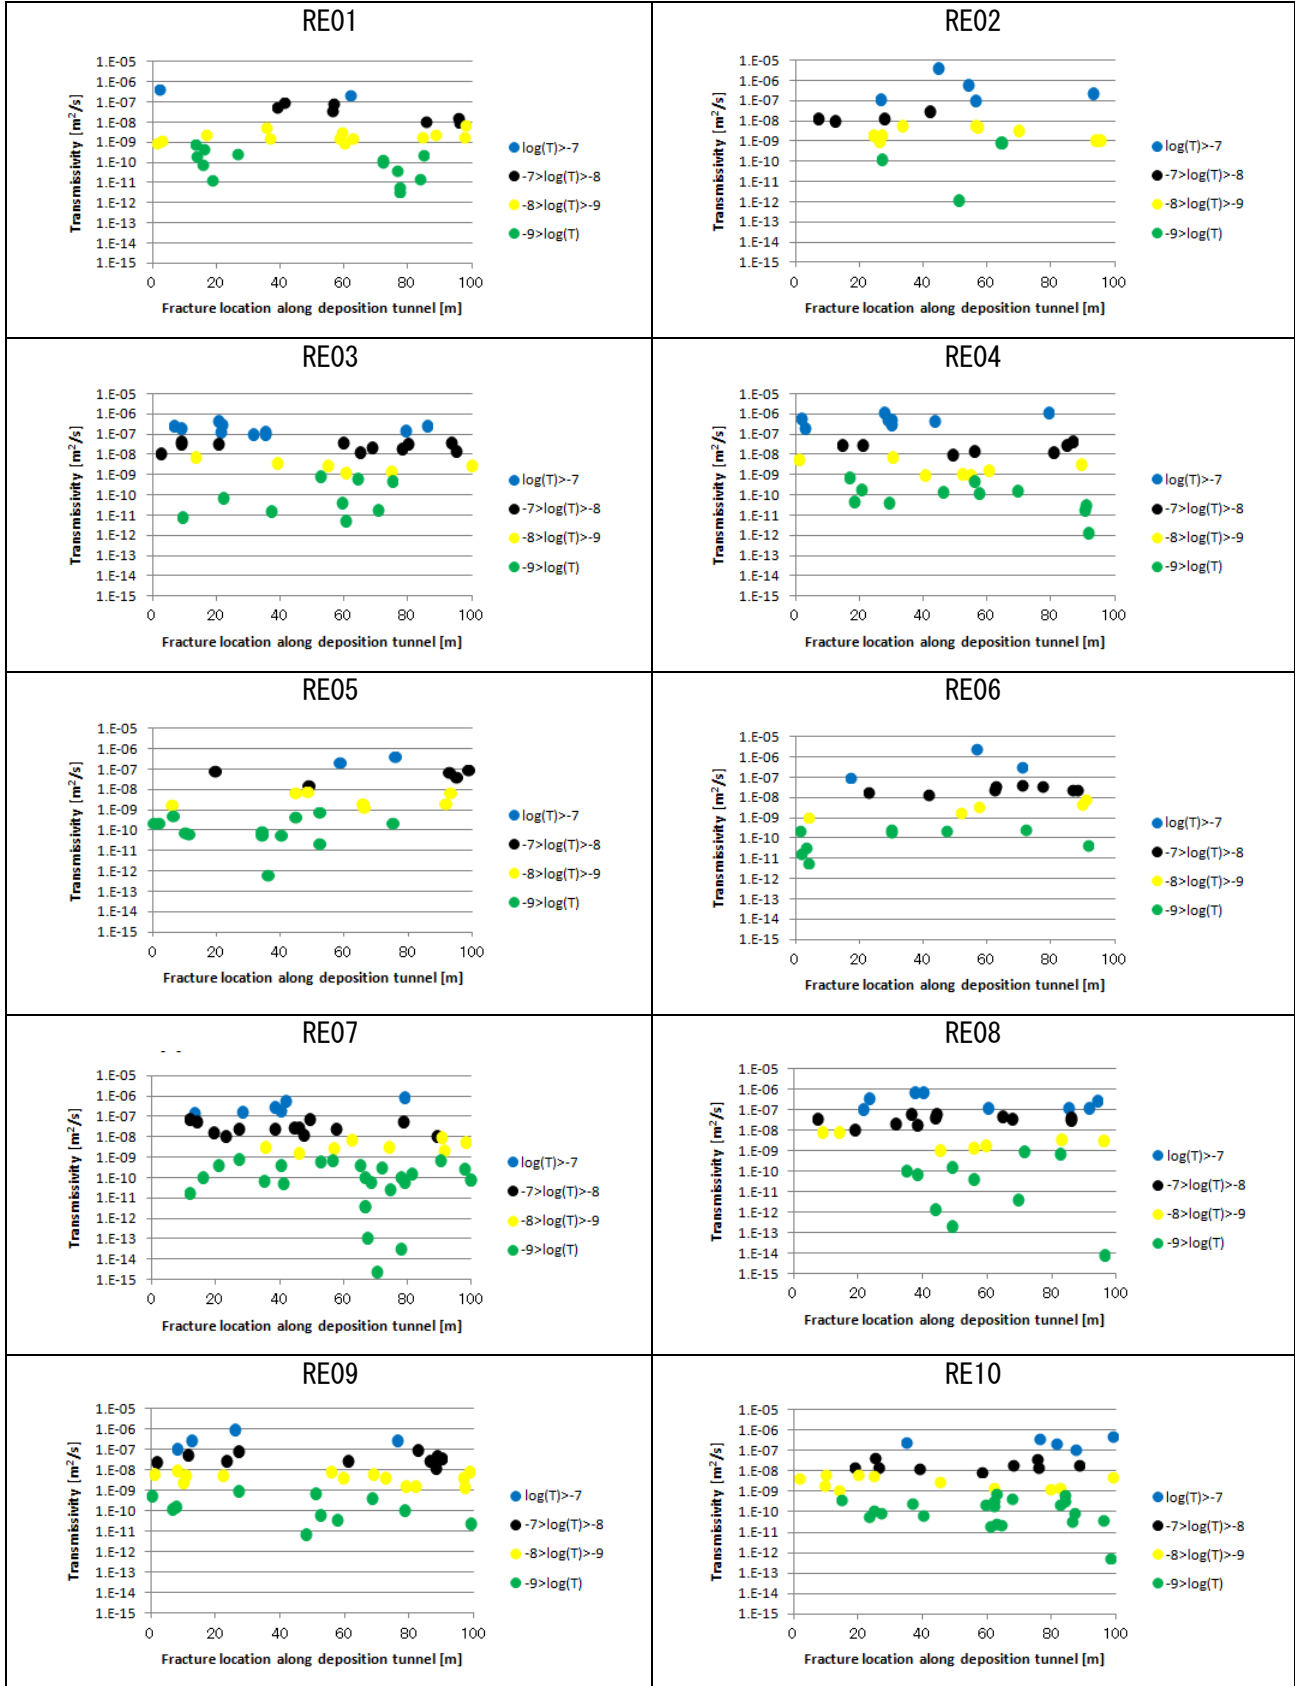 RE01
Transmissivity [m²/s]
1.E-05
1.E-06
1.E-07
1.E-08
1.E-09
1.E-10
1.E-11
1.E-12
1.E-13
1.E-14
1.E-15
0 20 40 60 80 100
Fracture location along deposition tunnel [m]
log(T)>-7
-7>log(T)>-8
-8>log(T)>-9
-9>log(T)
RE02
Transmissivity [m²/s]
1.E-05
1.E-06
1.E-07
1.E-08
1.E-09
1.E-10
1.E-11
1.E-12
1.E-13
1.E-14
1.E-15
0 20 40 60 80 100
Fracture location along deposition tunnel [m]
log(T)>-7
-7>log(T)>-8
-8>log(T)>-9
-9>log(T)
RE03
Transmissivity [m²/s]
1.E-05
1.E-06
1.E-07
1.E-08
1.E-09
1.E-10
1.E-11
1.E-12
1.E-13
1.E-14
1.E-15
0 20 40 60 80 100
Fracture location along deposition tunnel [m]
log(T)>-7
-7>log(T)>-8
-8>log(T)>-9
-9>log(T)
RE04
Transmissivity [m²/s]
1.E-05
1.E-06
1.E-07
1.E-08
1.E-09
1.E-10
1.E-11
1.E-12
1.E-13
1.E-14
1.E-15
0 20 40 60 80 100
Fracture location along deposition tunnel [m]
log(T)>-7
-7>log(T)>-8
-8>log(T)>-9
-9>log(T)
RE05
Transmissivity [m²/s]
1.E-05
1.E-06
1.E-07
1.E-08
1.E-09
1.E-10
1.E-11
1.E-12
1.E-13
1.E-14
1.E-15
0 20 40 60 80 100
Fracture location along deposition tunnel [m]
log(T)>-7
-7>log(T)>-8
-8>log(T)>-9
-9>log(T)
RE06
Transmissivity [m²/s]
1.E-05
1.E-06
1.E-07
1.E-08
1.E-09
1.E-10
1.E-11
1.E-12
1.E-13
1.E-14
1.E-15
0 20 40 60 80 100
Fracture location along deposition tunnel [m]
log(T)>-7
-7>log(T)>-8
-8>log(T)>-9
-9>log(T)
RE07
Transmissivity [m²/s]
1.E-05
1.E-06
1.E-07
1.E-08
1.E-09
1.E-10
1.E-11
1.E-12
1.E-13
1.E-14
1.E-15
0 20 40 60 80 100
Fracture location along deposition tunnel [m]
log(T)>-7
-7>log(T)>-8
-8>log(T)>-9
-9>log(T)
RE08
Transmissivity [m²/s]
1.E-05
1.E-06
1.E-07
1.E-08
1.E-09
1.E-10
1.E-11
1.E-12
1.E-13
1.E-14
1.E-15
0 20 40 60 80 100
Fracture location along deposition tunnel [m]
log(T)>-7
-7>log(T)>-8
-8>log(T)>-9
-9>log(T)
RE09
Transmissivity [m²/s]
1.E-05
1.E-06
1.E-07
1.E-08
1.E-09
1.E-10
1.E-11
1.E-12
1.E-13
1.E-14
1.E-15
0 20 40 60 80 100
Fracture location along deposition tunnel [m]
log(T)>-7
-7>log(T)>-8
-8>log(T)>-9
-9>log(T)
RE10
Transmissivity [m²/s]
1.E-05
1.E-06
1.E-07
1.E-08
1.E-09
1.E-10
1.E-11
1.E-12
1.E-13
1.E-14
1.E-15
0 20 40 60 80 100
Fracture location along deposition tunnel [m]
log(T)>-7
-7>log(T)>-8
-8>log(T)>-9
-9>log(T)